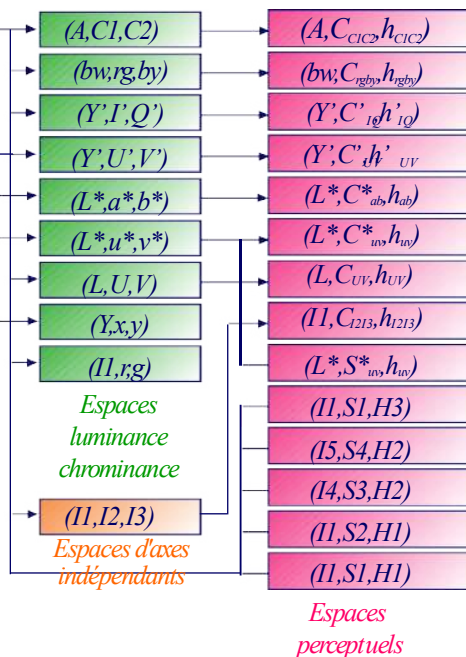 (A,C1,C2)
(bw,rg,by)
(Y',I',Q')
(Y',U',V')
(L*,a*,b*)
(L*,u*,v*)
(L,U,V)
(Y,x,y)
(I1,r,g)
Espaces
luminance
chrominance
(I1,I2,I3)
Espaces d'axes
indépendants
(A,C_C1C2,h_C1C2)
(bw,C_rgby,h_rgby)
(Y',C'_IQ,h'_IQ)
(Y',C' h'_UV
(L*,C*_ab,h_ab)
(L*,C*_uv,h_uv)
(L,C_UV,h_UV)
(I1,C_I2I3,h_I2I3)
(L*,S*_uv,h_uv)
(I1,S1,H3)
(I5,S4,H2)
(I4,S3,H2)
(I1,S2,H1)
(I1,S1,H1)
Espaces
perceptuels